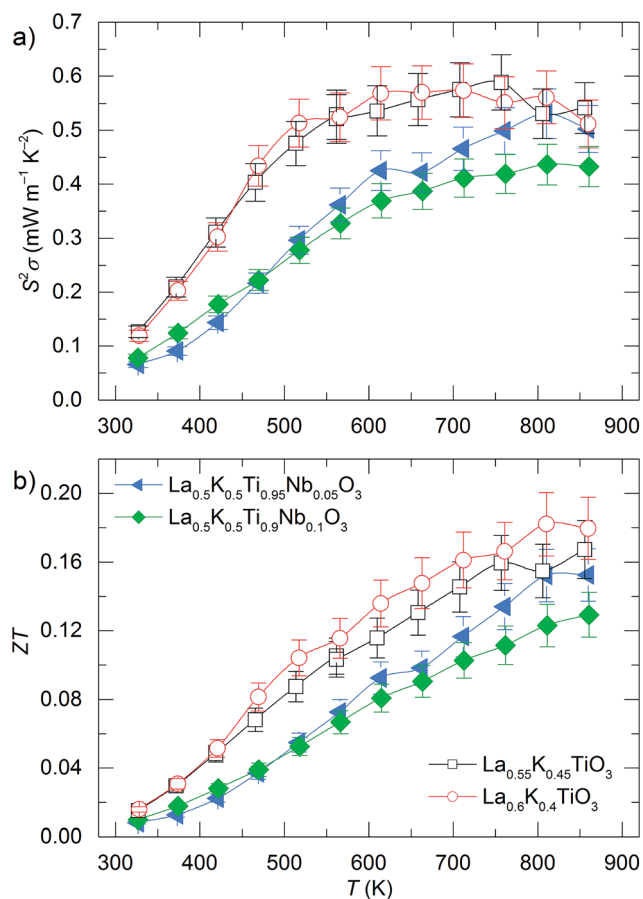 a)
S²σ (mW m⁻¹ K⁻²)
0.7
0.6
0.5
0.4
0.3
0.2
0.1
0.0
300 400 500 600 700 800 900
b)
ZT
0.20
0.16
0.12
0.08
0.04
0.00
La₀.₅K₀.₅Ti₀.₉₅Nb₀.₀₅O₃
La₀.₅K₀.₅Ti₀.₉Nb₀.₁O₃
La₀.₅₅K₀.₄₅TiO₃
La₀.₆K₀.₄TiO₃
300 400 500 600 700 800 900
T (K)